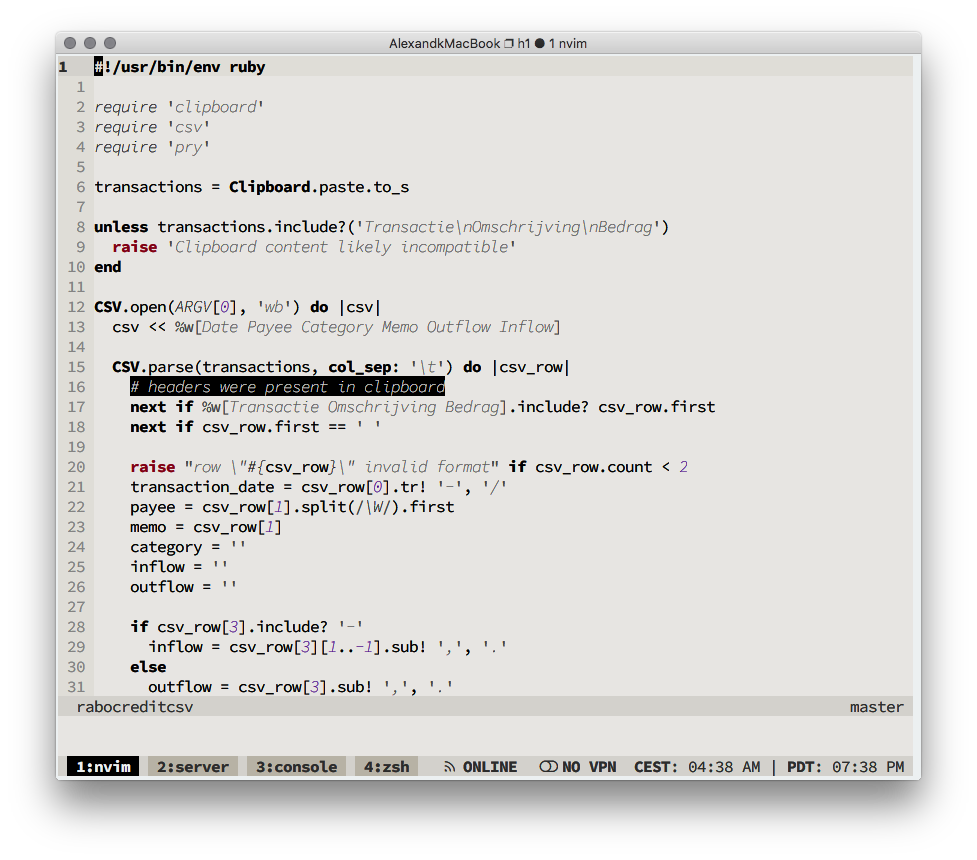 AlexandkMacBook ❐ h1 ● 1 nvim
1 #!/usr/bin/env ruby
1
2 require 'clipboard'
3 require 'csv'
4 require 'pry'
5
6 transactions = Clipboard.paste.to_s
7
8 unless transactions.include?('Transactie\nOmschrijving\nBedrag')
9   raise 'Clipboard content likely incompatible'
10 end
11
12 CSV.open(ARGV[0], 'wb') do |csv|
13   csv << %w[Date Payee Category Memo Outflow Inflow]
14
15   CSV.parse(transactions, col_sep: '\t') do |csv_row|
16     # headers were present in clipboard
17     next if %w[Transactie Omschrijving Bedrag].include? csv_row.first
18     next if csv_row.first == ' '
19
20     raise "row \"#{csv_row}\" invalid format" if csv_row.count < 2
21     transaction_date = csv_row[0].tr! '-', '/'
22     payee = csv_row[1].split(/\W/).first
23     memo = csv_row[1]
24     category = ''
25     inflow = ''
26     outflow = ''
27
28     if csv_row[3].include? '-'
29       inflow = csv_row[3][1..-1].sub! ',', '.'
30     else
31       outflow = csv_row[3].sub! ',', '.'
rabocreditcsv master
1:nvim 2:server 3:console 4:zsh ONLINE NO VPN CEST: 04:38 AM | PDT: 07:38 PM